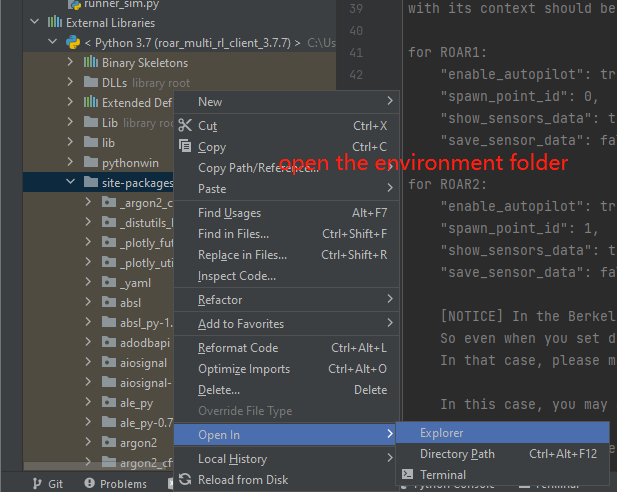 runner_sim.py
External Libraries
< Python 3.7 (roar_multi_rl_client_3.7.7) > C:\Us
Binary Skeletons
DLLs library root
Extended Def
Lib library root
lib
pythonwin
site-packages
_argon2_c
_distutils_h
_plotly_fut
_plotly_uti
_yaml
absl
absl_py-1.
adodbapi
aiosignal
aiosignal-
ale_py
ale_py-0.7
argon2
argon2_cf
Git
Problems
New
Cut Ctrl+X
Copy Ctrl+C
Copy Path/Reference...
Paste
Find Usages Alt+F7
Find in Files... Ctrl+Shift+F
Replace in Files... Ctrl+Shift+R
Inspect Code...
Refactor
Add to Favorites
Reformat Code Ctrl+Alt+L
Optimize Imports Ctrl+Alt+O
Delete... Delete
Override File Type
Open In
Local History
Reload from Disk
Explorer
Directory Path Ctrl+Alt+F12
Terminal
open the environment folder
39 with its context should be
40
41 for ROAR1:
42 "enable_autopilot": tr
"spawn_point_id": 0,
"show_sensors_data": t
"save_sensor_data": fa
for ROAR2:
"enable_autopilot": tr
"spawn_point_id": 1,
"show_sensors_data": t
"save_sensor_data": fa
[NOTICE] In the Berkel
So even when you set d
In that case, please m
In this case, you may